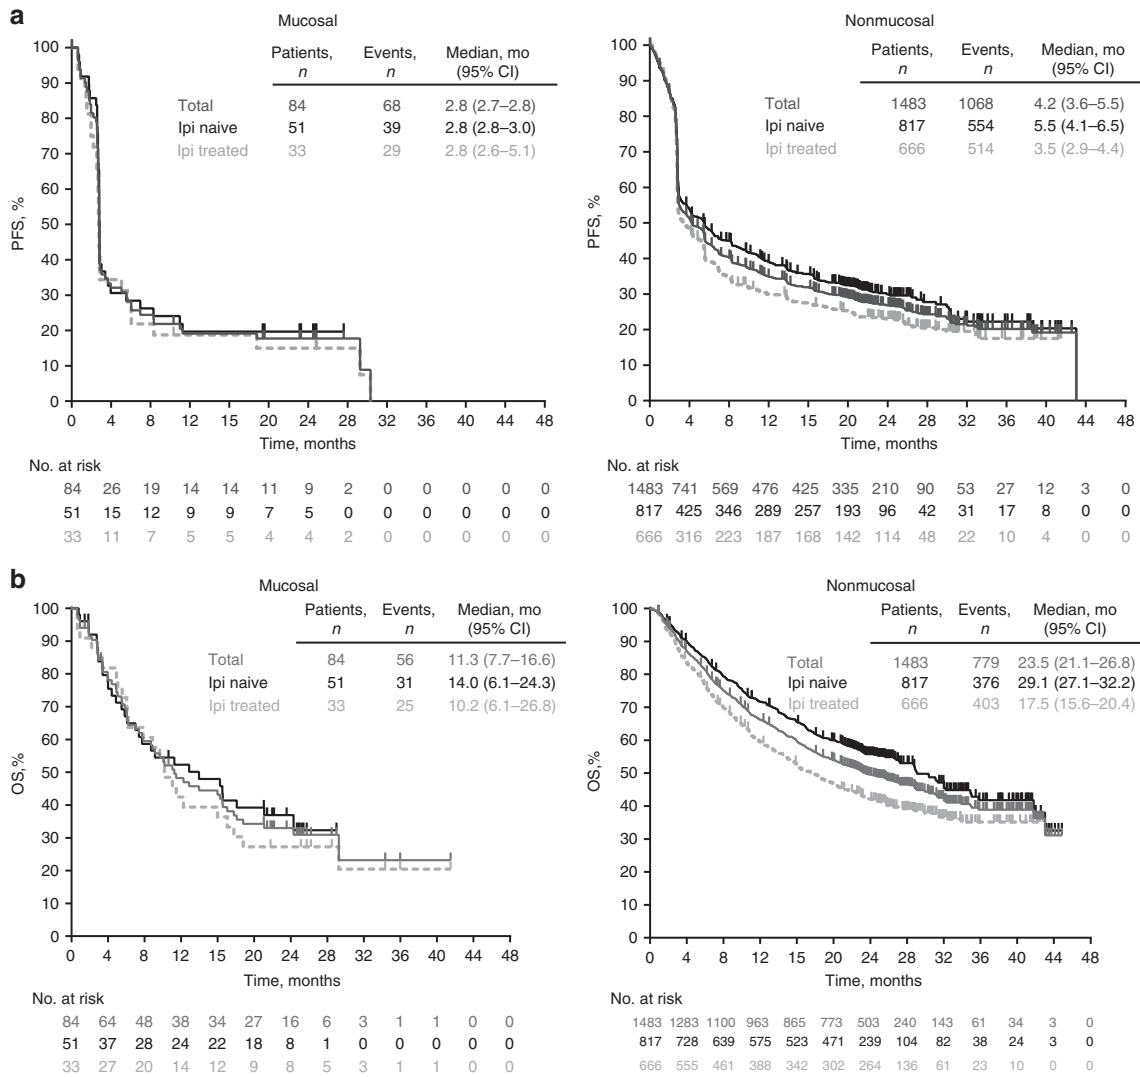 a
Mucosal
Patients, n Events, n Median, mo (95% CI)
Total 84 68 2.8 (2.7–2.8)
Ipi naive 51 39 2.8 (2.8–3.0)
Ipi treated 33 29 2.8 (2.6–5.1)
PFS, %
100
90
80
70
60
50
40
30
20
10
0
0 4 8 12 16 20 24 28 32 36 40 44 48
Time, months
No. at risk
84 26 19 14 14 11 9 2 0 0 0 0 0
51 15 12 9 9 7 5 0 0 0 0 0 0
33 11 7 5 5 4 4 2 0 0 0 0 0
Nonmucosal
Patients, n Events, n Median, mo (95% CI)
Total 1483 1068 4.2 (3.6–5.5)
Ipi naive 817 554 5.5 (4.1–6.5)
Ipi treated 666 514 3.5 (2.9–4.4)
PFS, %
100
90
80
70
60
50
40
30
20
10
0
0 4 8 12 16 20 24 28 32 36 40 44 48
Time, months
No. at risk
1483 741 569 476 425 335 210 90 53 27 12 3 0
817 425 346 289 257 193 96 42 31 17 8 0 0
666 316 223 187 168 142 114 48 22 10 4 0 0
b
Mucosal
Patients, n Events, n Median, mo (95% CI)
Total 84 56 11.3 (7.7–16.6)
Ipi naive 51 31 14.0 (6.1–24.3)
Ipi treated 33 25 10.2 (6.1–26.8)
OS,%
100
90
80
70
60
50
40
30
20
10
0
0 4 8 12 16 20 24 28 32 36 40 44 48
Time, months
No. at risk
84 64 48 38 34 27 16 6 3 1 1 0 0
51 37 28 24 22 18 8 1 0 0 0 0 0
33 27 20 14 12 9 8 5 3 1 1 0 0
Nonmucosal
Patients, n Events, n Median, mo (95% CI)
Total 1483 779 23.5 (21.1–26.8)
Ipi naive 817 376 29.1 (27.1–32.2)
Ipi treated 666 403 17.5 (15.6–20.4)
OS,%
100
90
80
70
60
50
40
30
20
10
0
0 4 8 12 16 20 24 28 32 36 40 44 48
Time, months
No. at risk
1483 1283 1100 963 865 773 503 240 143 61 34 3 0
817 728 639 575 523 471 239 104 82 38 24 3 0
666 555 461 388 342 302 264 136 61 23 10 0 0